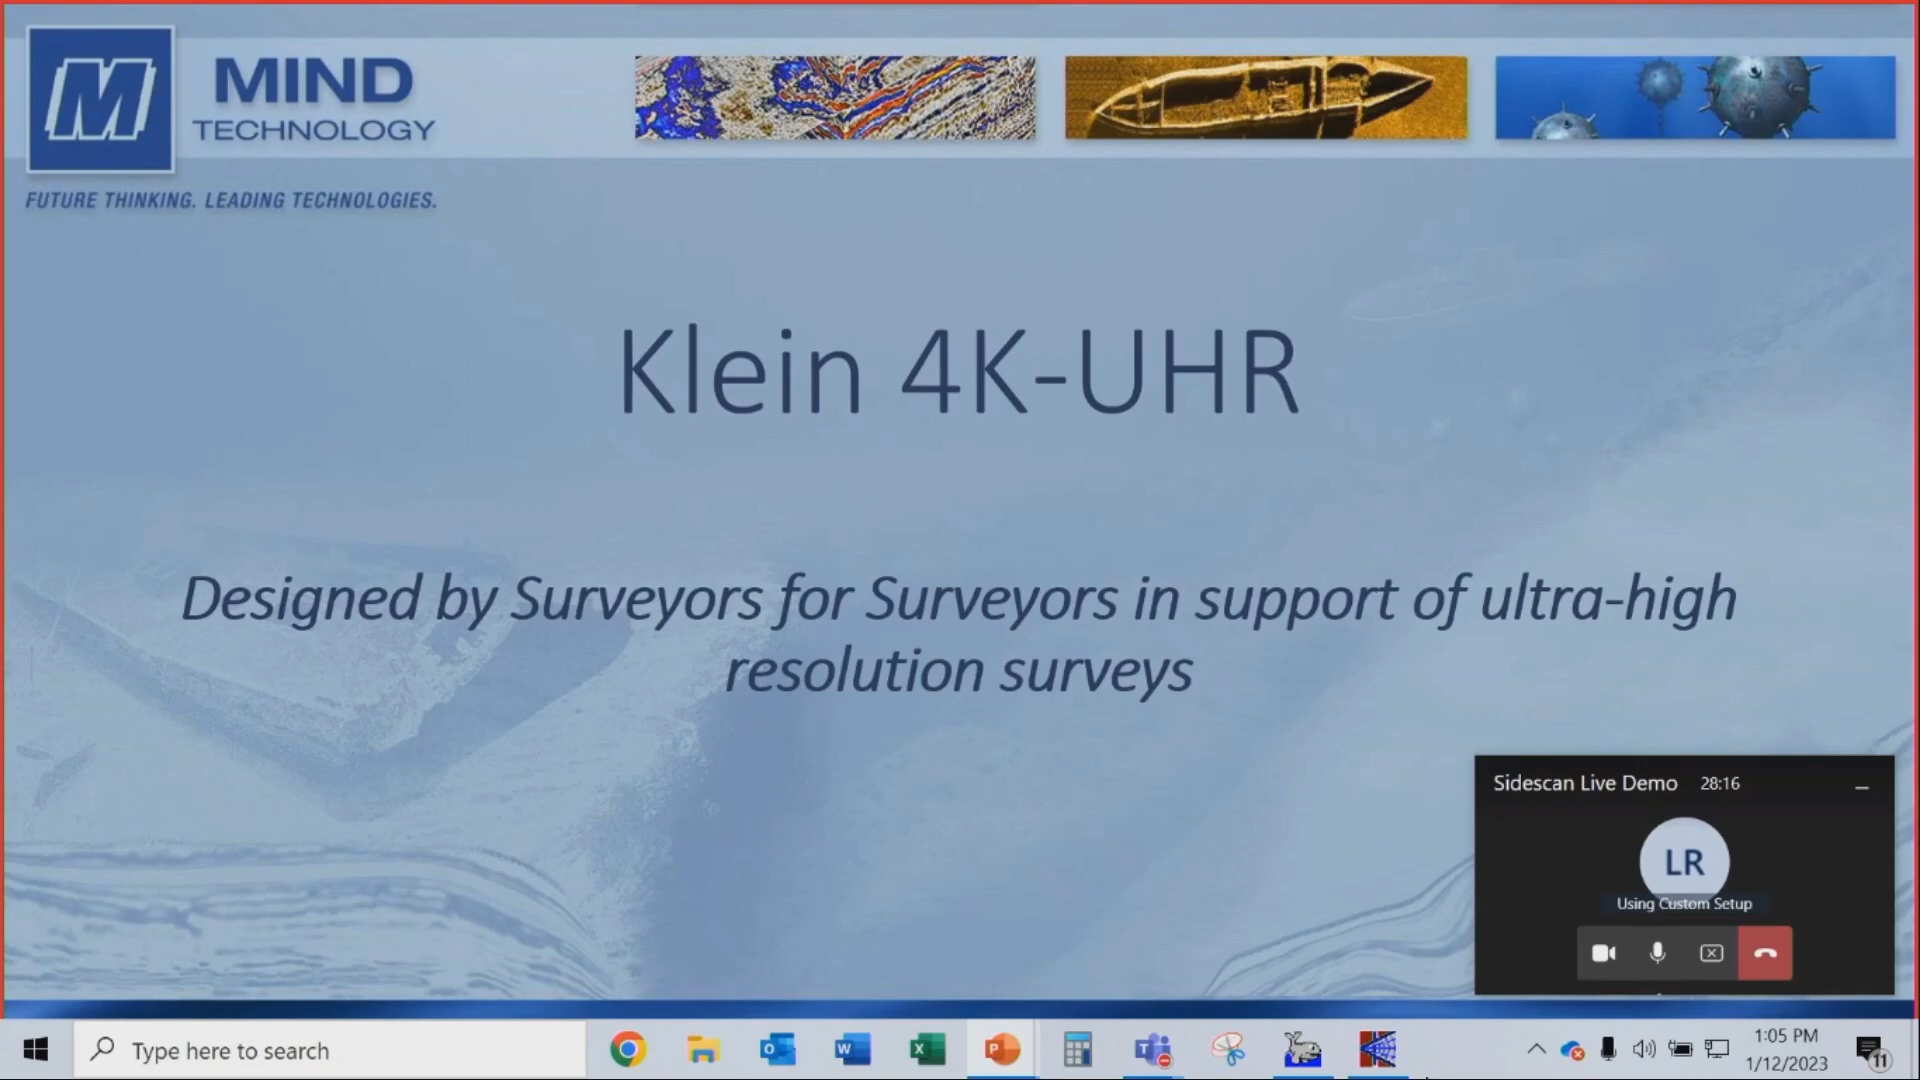 M
MIND
TECHNOLOGY
FUTURE THINKING. LEADING TECHNOLOGIES.
Klein 4K-UHR
Designed by Surveyors for Surveyors in support of ultra-high
resolution surveys
Sidescan Live Demo 28:16
LR
Using Custom Setup
Type here to search
1:05 PM
1/12/2023
11